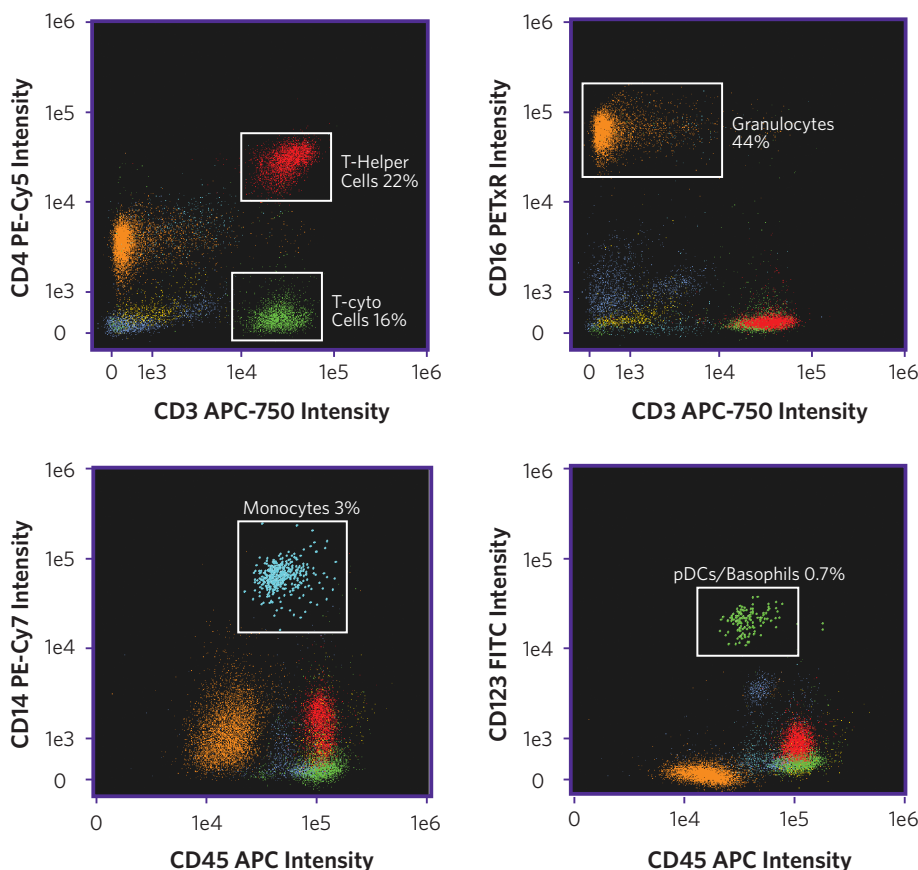 1e6
1e5
1e4
1e3
0
CD4 PE-Cy5 Intensity
T-Helper
Cells 22%
T-cyto
Cells 16%
0 1e3 1e4 1e5 1e6
CD3 APC-750 Intensity
1e6
1e5
1e4
1e3
0
CD16 PETxR Intensity
Granulocytes
44%
0 1e3 1e4 1e5 1e6
CD3 APC-750 Intensity
1e6
1e5
1e4
1e3
0
CD14 PE-Cy7 Intensity
Monocytes 3%
0 1e4 1e5 1e6
CD45 APC Intensity
1e6
1e5
1e4
1e3
0
CD123 FITC Intensity
pDCs/Basophils 0.7%
0 1e4 1e5 1e6
CD45 APC Intensity